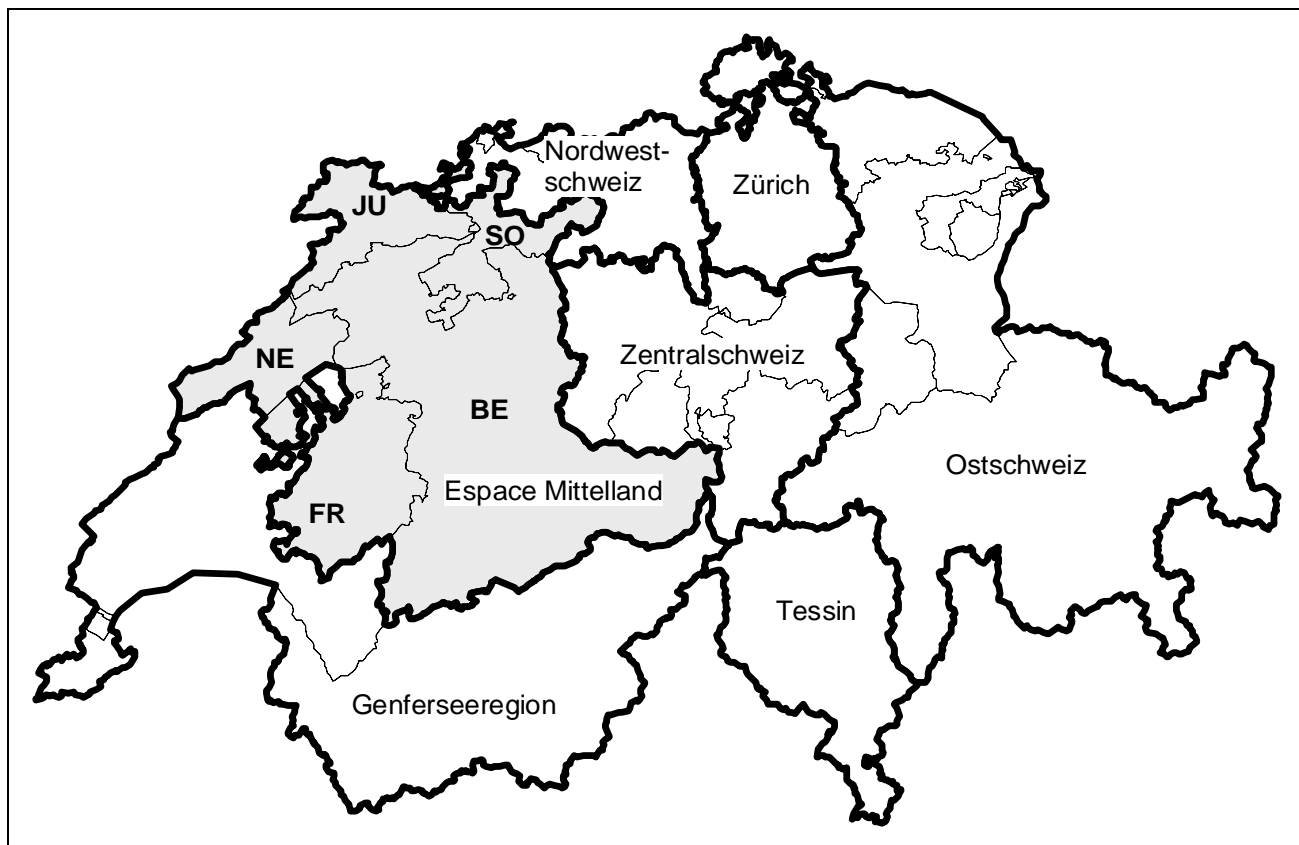 Nordwest-
schweiz
Zürich
JU
SO
NE
Zentralschweiz
BE
Ostschweiz
Espace Mittelland
FR
Tessin
Genferseeregion